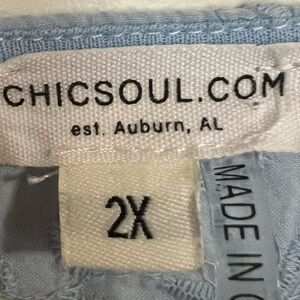 CHICSOUL.COM
est. Auburn, AL
2X
MADE IN